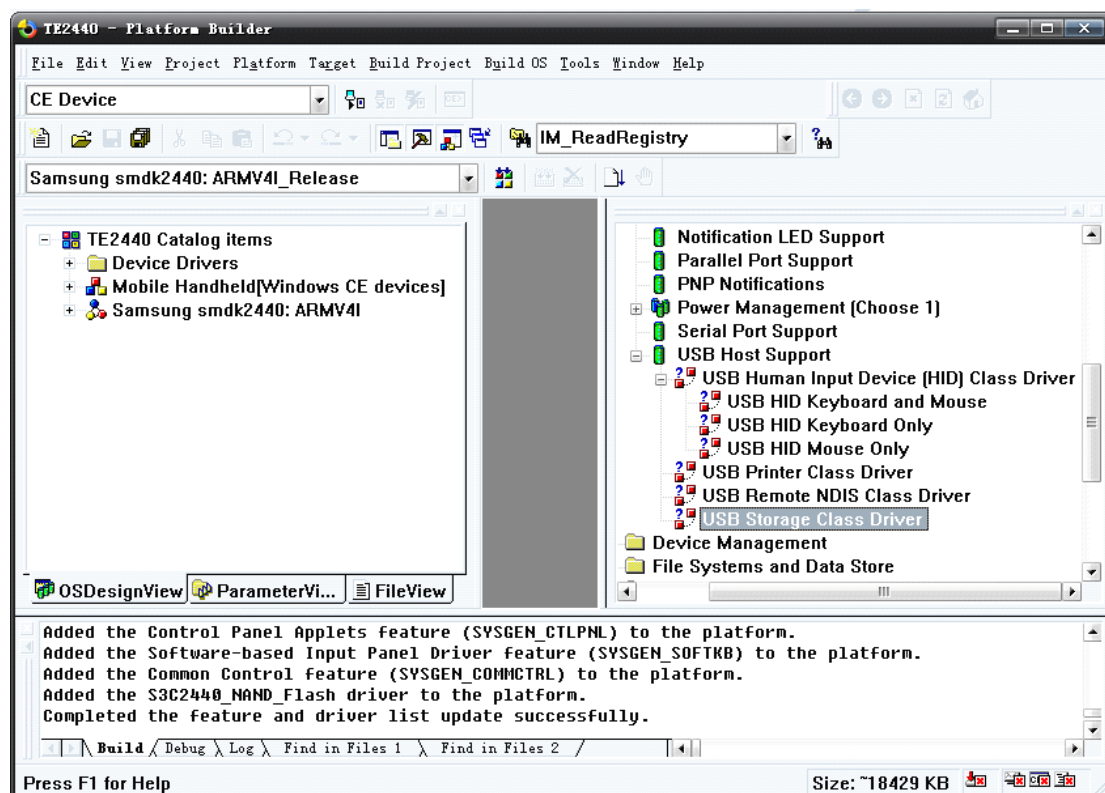 TE2440 - Platform Builder
File Edit View Project Platform Target Build Project Build OS Tools Window Help
CE Device
IM_ReadRegistry
Samsung smdk2440: ARMV4I_Release
TE2440 Catalog items
Device Drivers
Mobile Handheld[Windows CE devices]
Samsung smdk2440: ARMV4I
OSDesignView ParameterVi... FileView
Notification LED Support
Parallel Port Support
PNP Notifications
Power Management (Choose 1)
Serial Port Support
USB Host Support
USB Human Input Device (HID) Class Driver
USB HID Keyboard and Mouse
USB HID Keyboard Only
USB HID Mouse Only
USB Printer Class Driver
USB Remote NDIS Class Driver
USB Storage Class Driver
Device Management
File Systems and Data Store
Added the Control Panel Applets feature (SYSGEN_CTLPNL) to the platform.
Added the Software-based Input Panel Driver feature (SYSGEN_SOFTKB) to the platform.
Added the Common Control feature (SYSGEN_COMMCTRL) to the platform.
Added the S3C2440_NAND_Flash driver to the platform.
Completed the feature and driver list update successfully.
Build Debug Log Find in Files 1 Find in Files 2
Press F1 for Help
Size: ~18429 KB